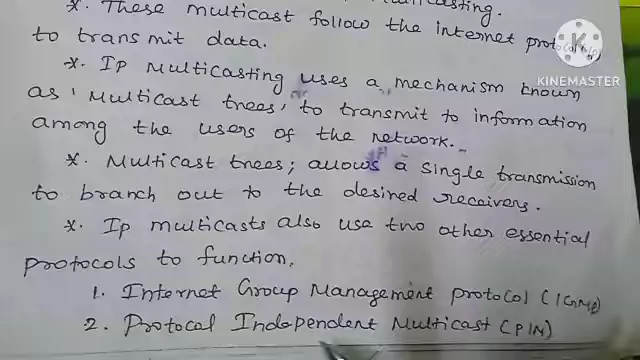 *. These multicast follow the internet protocol (IP)
to transmit data.
*. Ip Multicasting uses a mechanism known
as 'Multicast trees' to transmit to information
among the users of the network.
*. Multicast trees; allows a single transmission
to branch out to the desired receivers.
*. Ip multicasts also use two other essential
protocols to function.
1. Internet Group Management protocol (IGMP)
2. Protocal Independent Multicast (PIM)
KINEMASTER